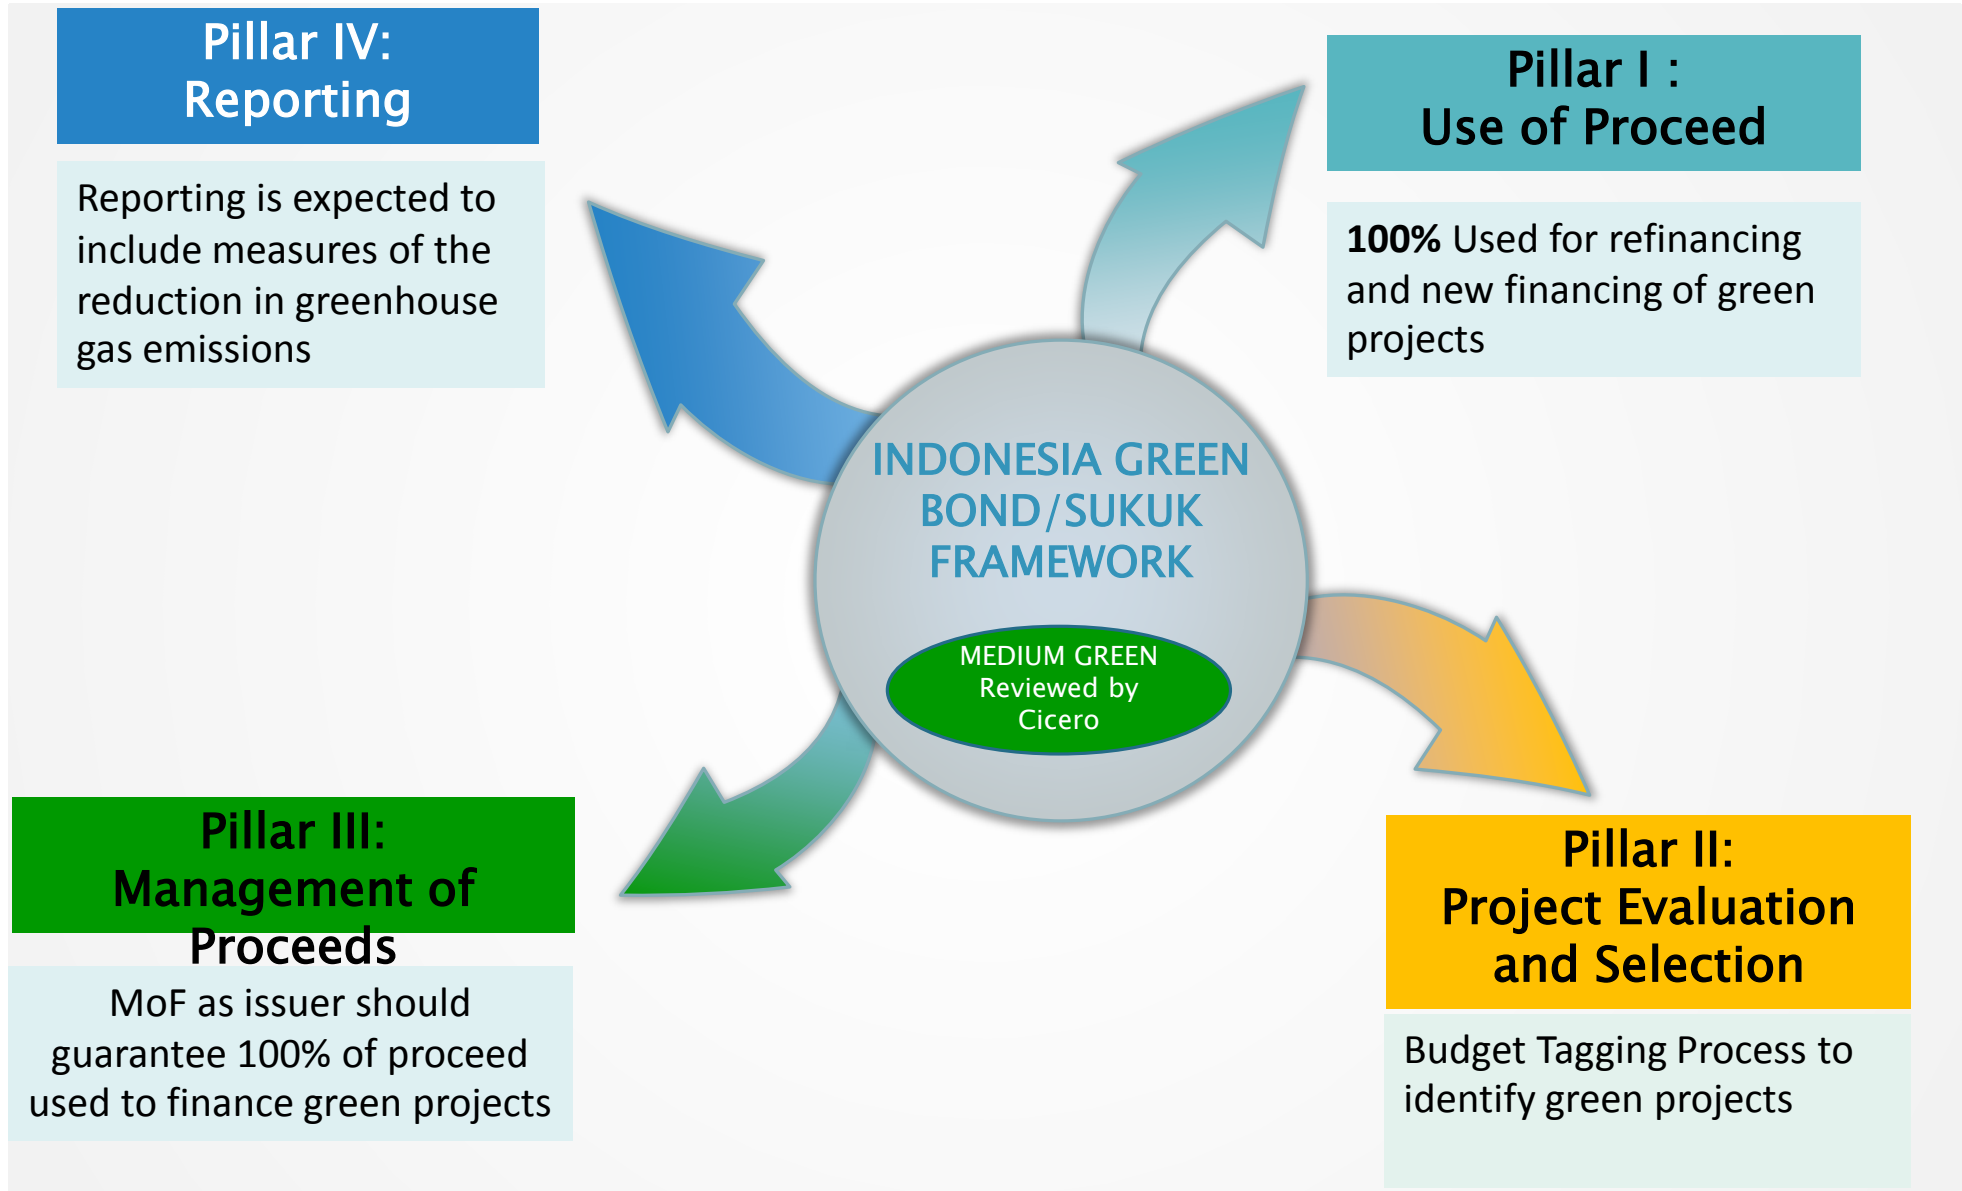 Pillar IV:
Reporting
Reporting is expected to
include measures of the
reduction in greenhouse
gas emissions
Pillar I :
Use of Proceed
100% Used for refinancing
and new financing of green
projects
INDONESIA GREEN
BOND/SUKUK
FRAMEWORK
MEDIUM GREEN
Reviewed by
Cicero
Pillar III:
Management of
Proceeds
MoF as issuer should
guarantee 100% of proceed
used to finance green projects
Pillar II:
Project Evaluation
and Selection
Budget Tagging Process to
identify green projects